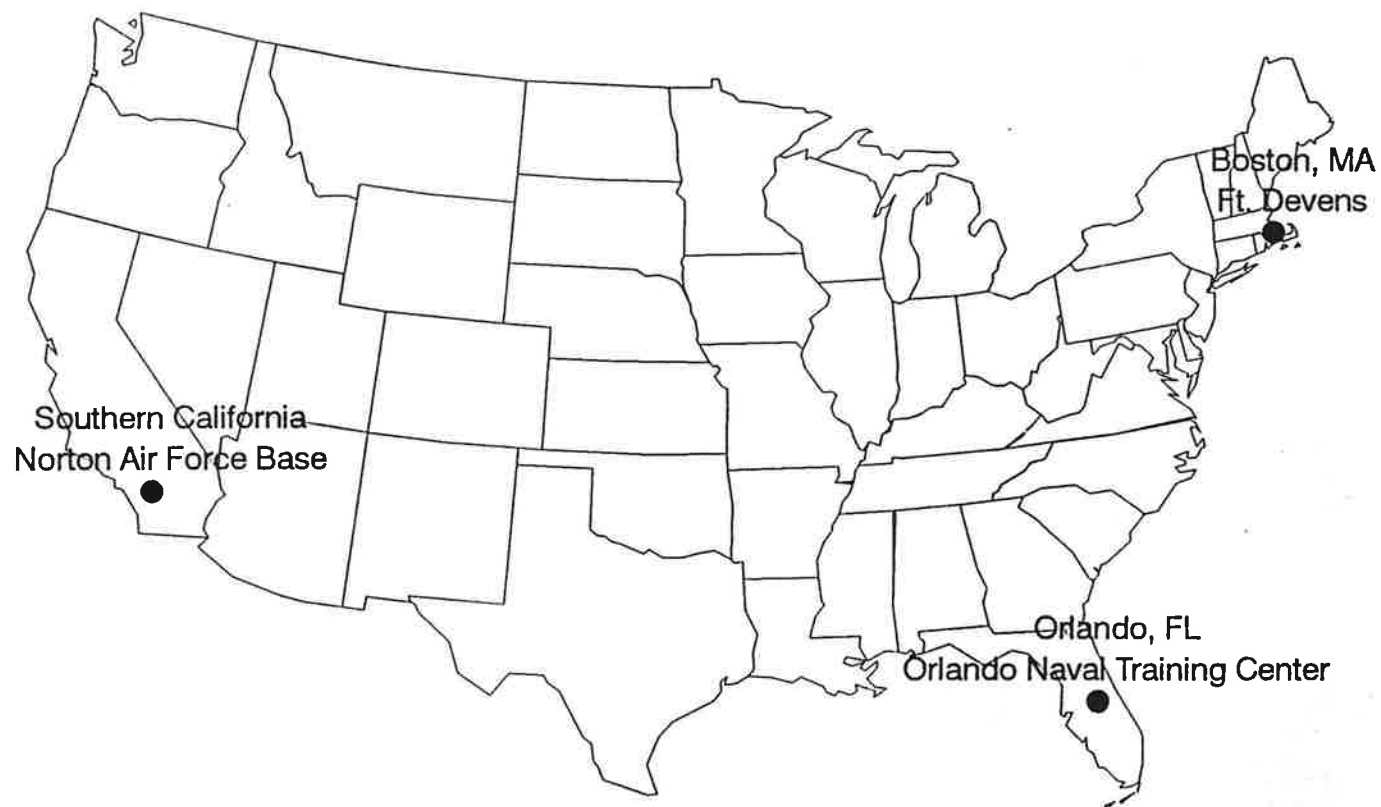 Boston, MA
Ft. Devens
Southern California
Norton Air Force Base
Orlando, FL
Orlando Naval Training Center